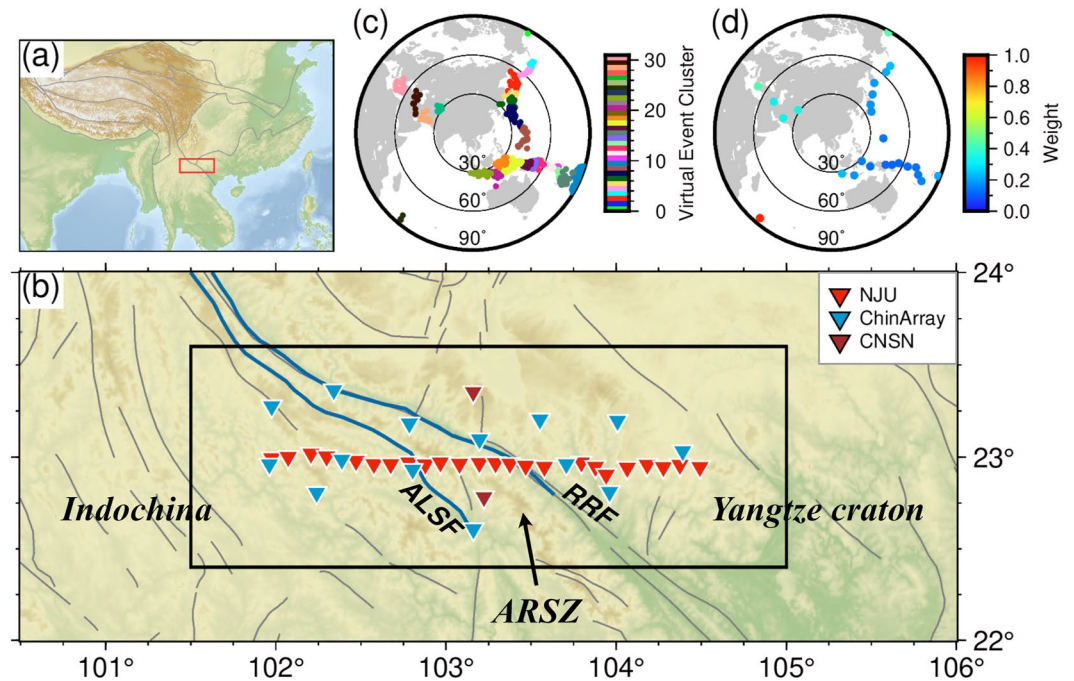 (a)
(c)
30°
60°
90°
30
20
10
0
Virtual Event Cluster
(d)
30°
60°
90°
1.0
0.8
0.6
0.4
0.2
0.0
Weight
(b)
NJU
ChinArray
CNSN
24°
23°
22°
Indochina
ALSF
RRF
Yangtze craton
ARSZ
101°
102°
103°
104°
105°
106°